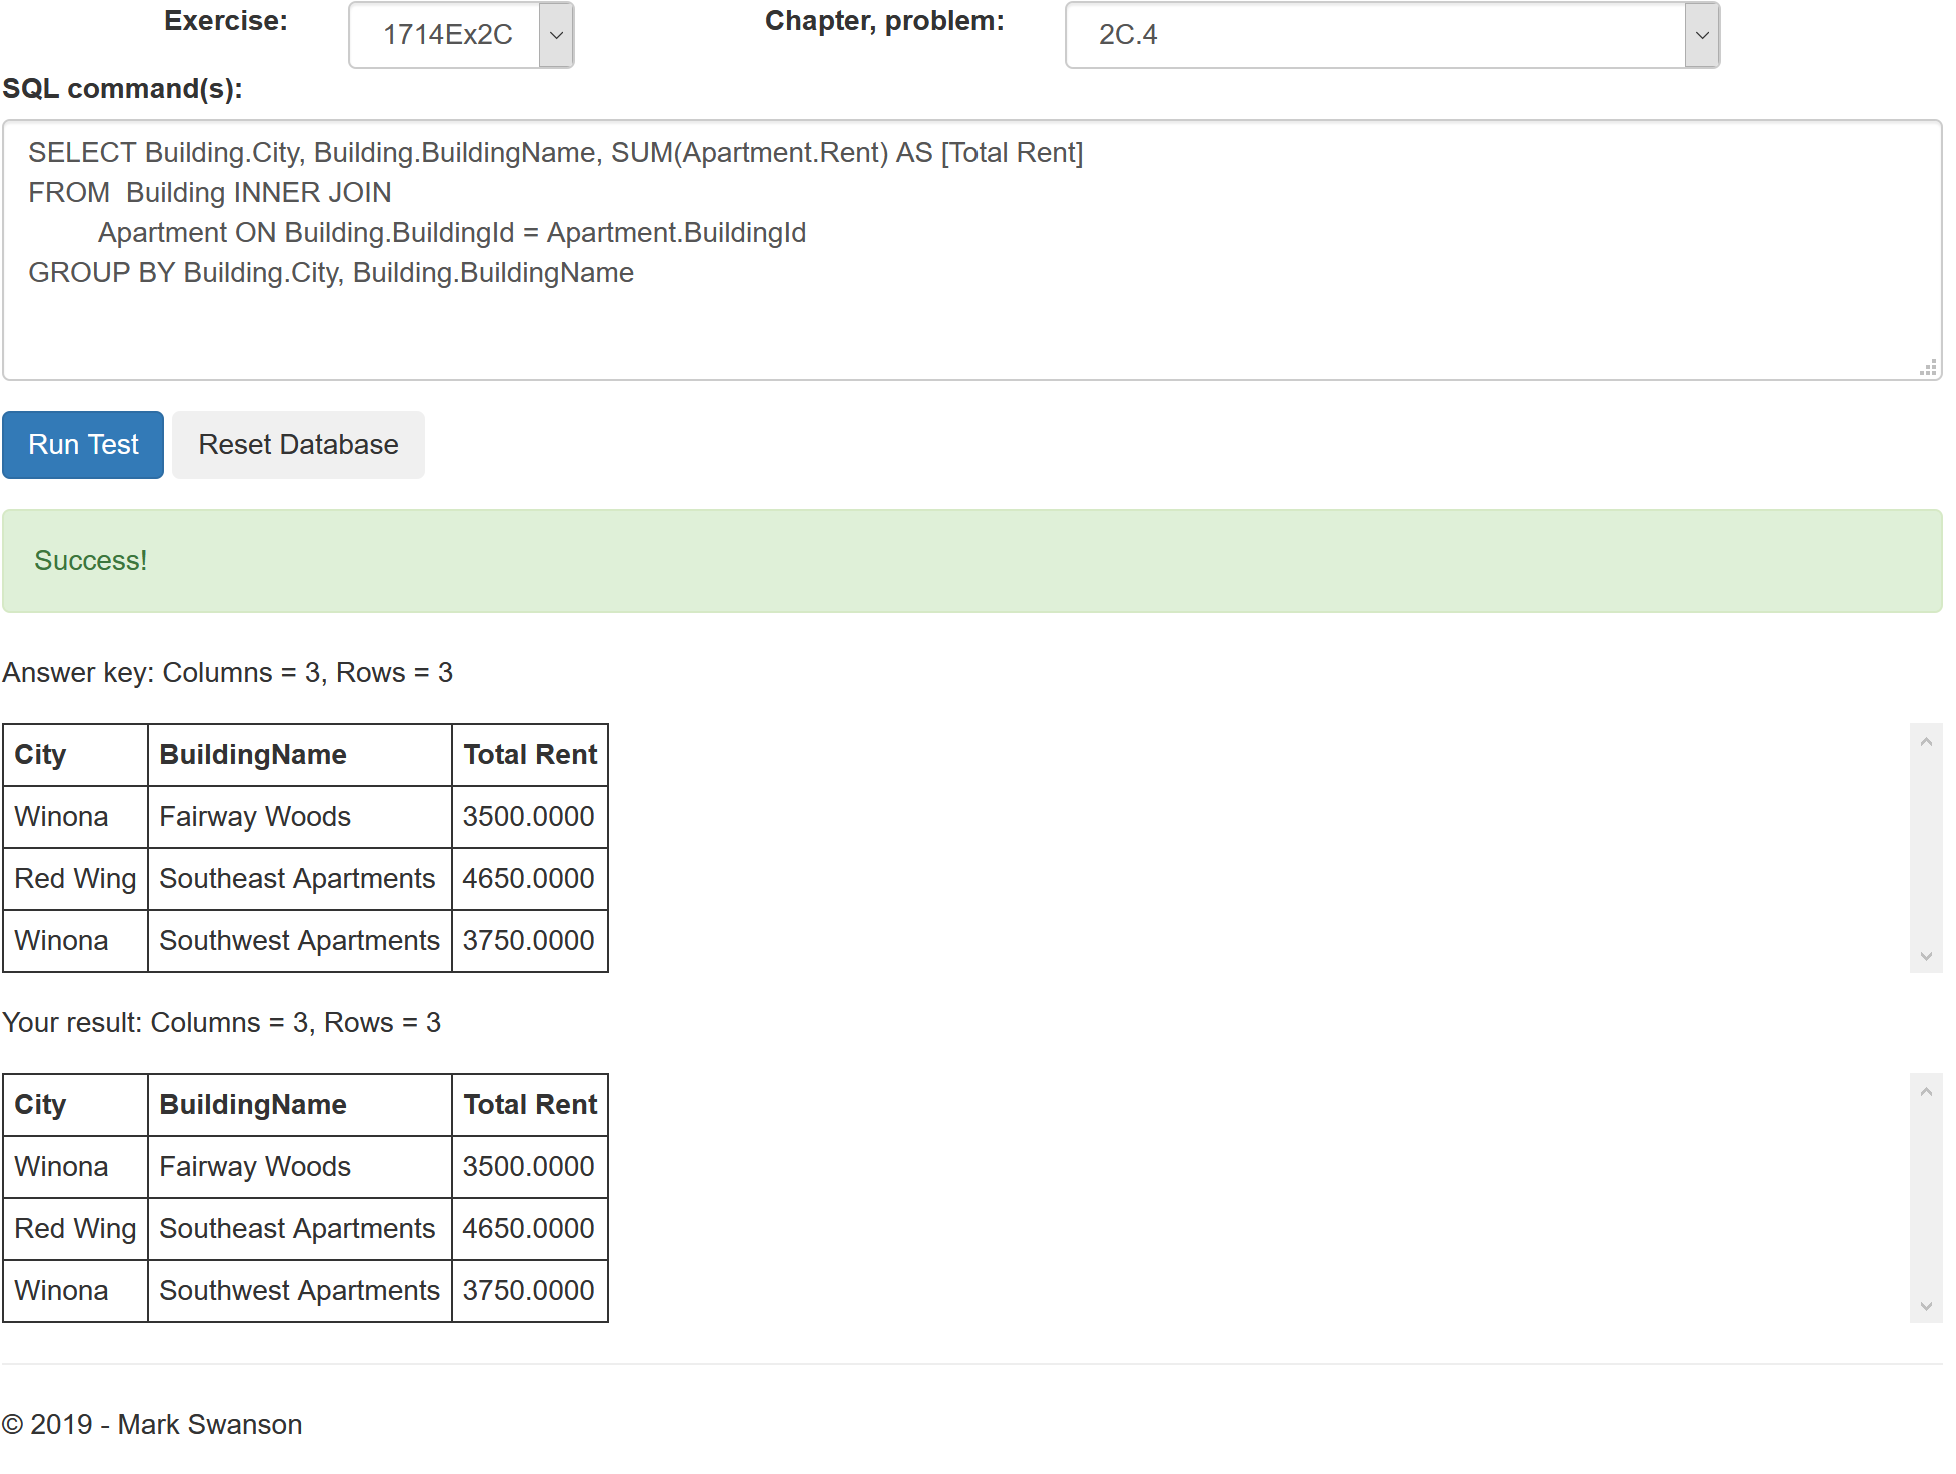 Exercise: 1714Ex2C Chapter, problem: 2C.4
SQL command(s):
SELECT Building.City, Building.BuildingName, SUM(Apartment.Rent) AS [Total Rent]
FROM  Building INNER JOIN
Apartment ON Building.BuildingId = Apartment.BuildingId
GROUP BY Building.City, Building.BuildingName
Run Test Reset Database
Success!
Answer key: Columns = 3, Rows = 3
City BuildingName Total Rent
Winona Fairway Woods 3500.0000
Red Wing Southeast Apartments 4650.0000
Winona Southwest Apartments 3750.0000
Your result: Columns = 3, Rows = 3
City BuildingName Total Rent
Winona Fairway Woods 3500.0000
Red Wing Southeast Apartments 4650.0000
Winona Southwest Apartments 3750.0000
© 2019 - Mark Swanson